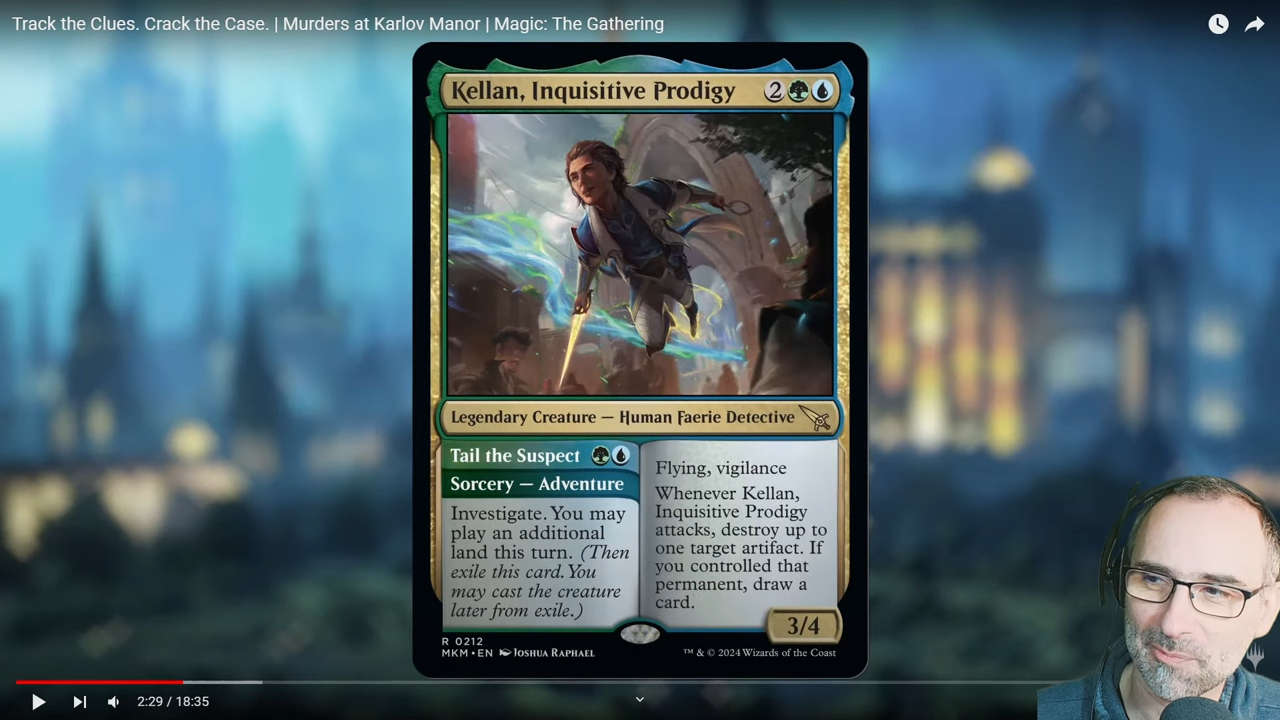 Track the Clues. Crack the Case. | Murders at Karlov Manor | Magic: The Gathering
Kellan, Inquisitive Prodigy 2
Legendary Creature — Human Faerie Detective
Tail the Suspect
Sorcery — Adventure
Investigate. You may
play an additional
land this turn. (Then
exile this card. You
may cast the creature
later from exile.)
Flying, vigilance
Whenever Kellan,
Inquisitive Prodigy
attacks, destroy up to
one target artifact. If
you controlled that
permanent, draw a
card.
3/4
R 0212
MKM • EN JOSHUA RAPHAEL
™ & © 2024 Wizards of the Coast
2:29 / 18:35